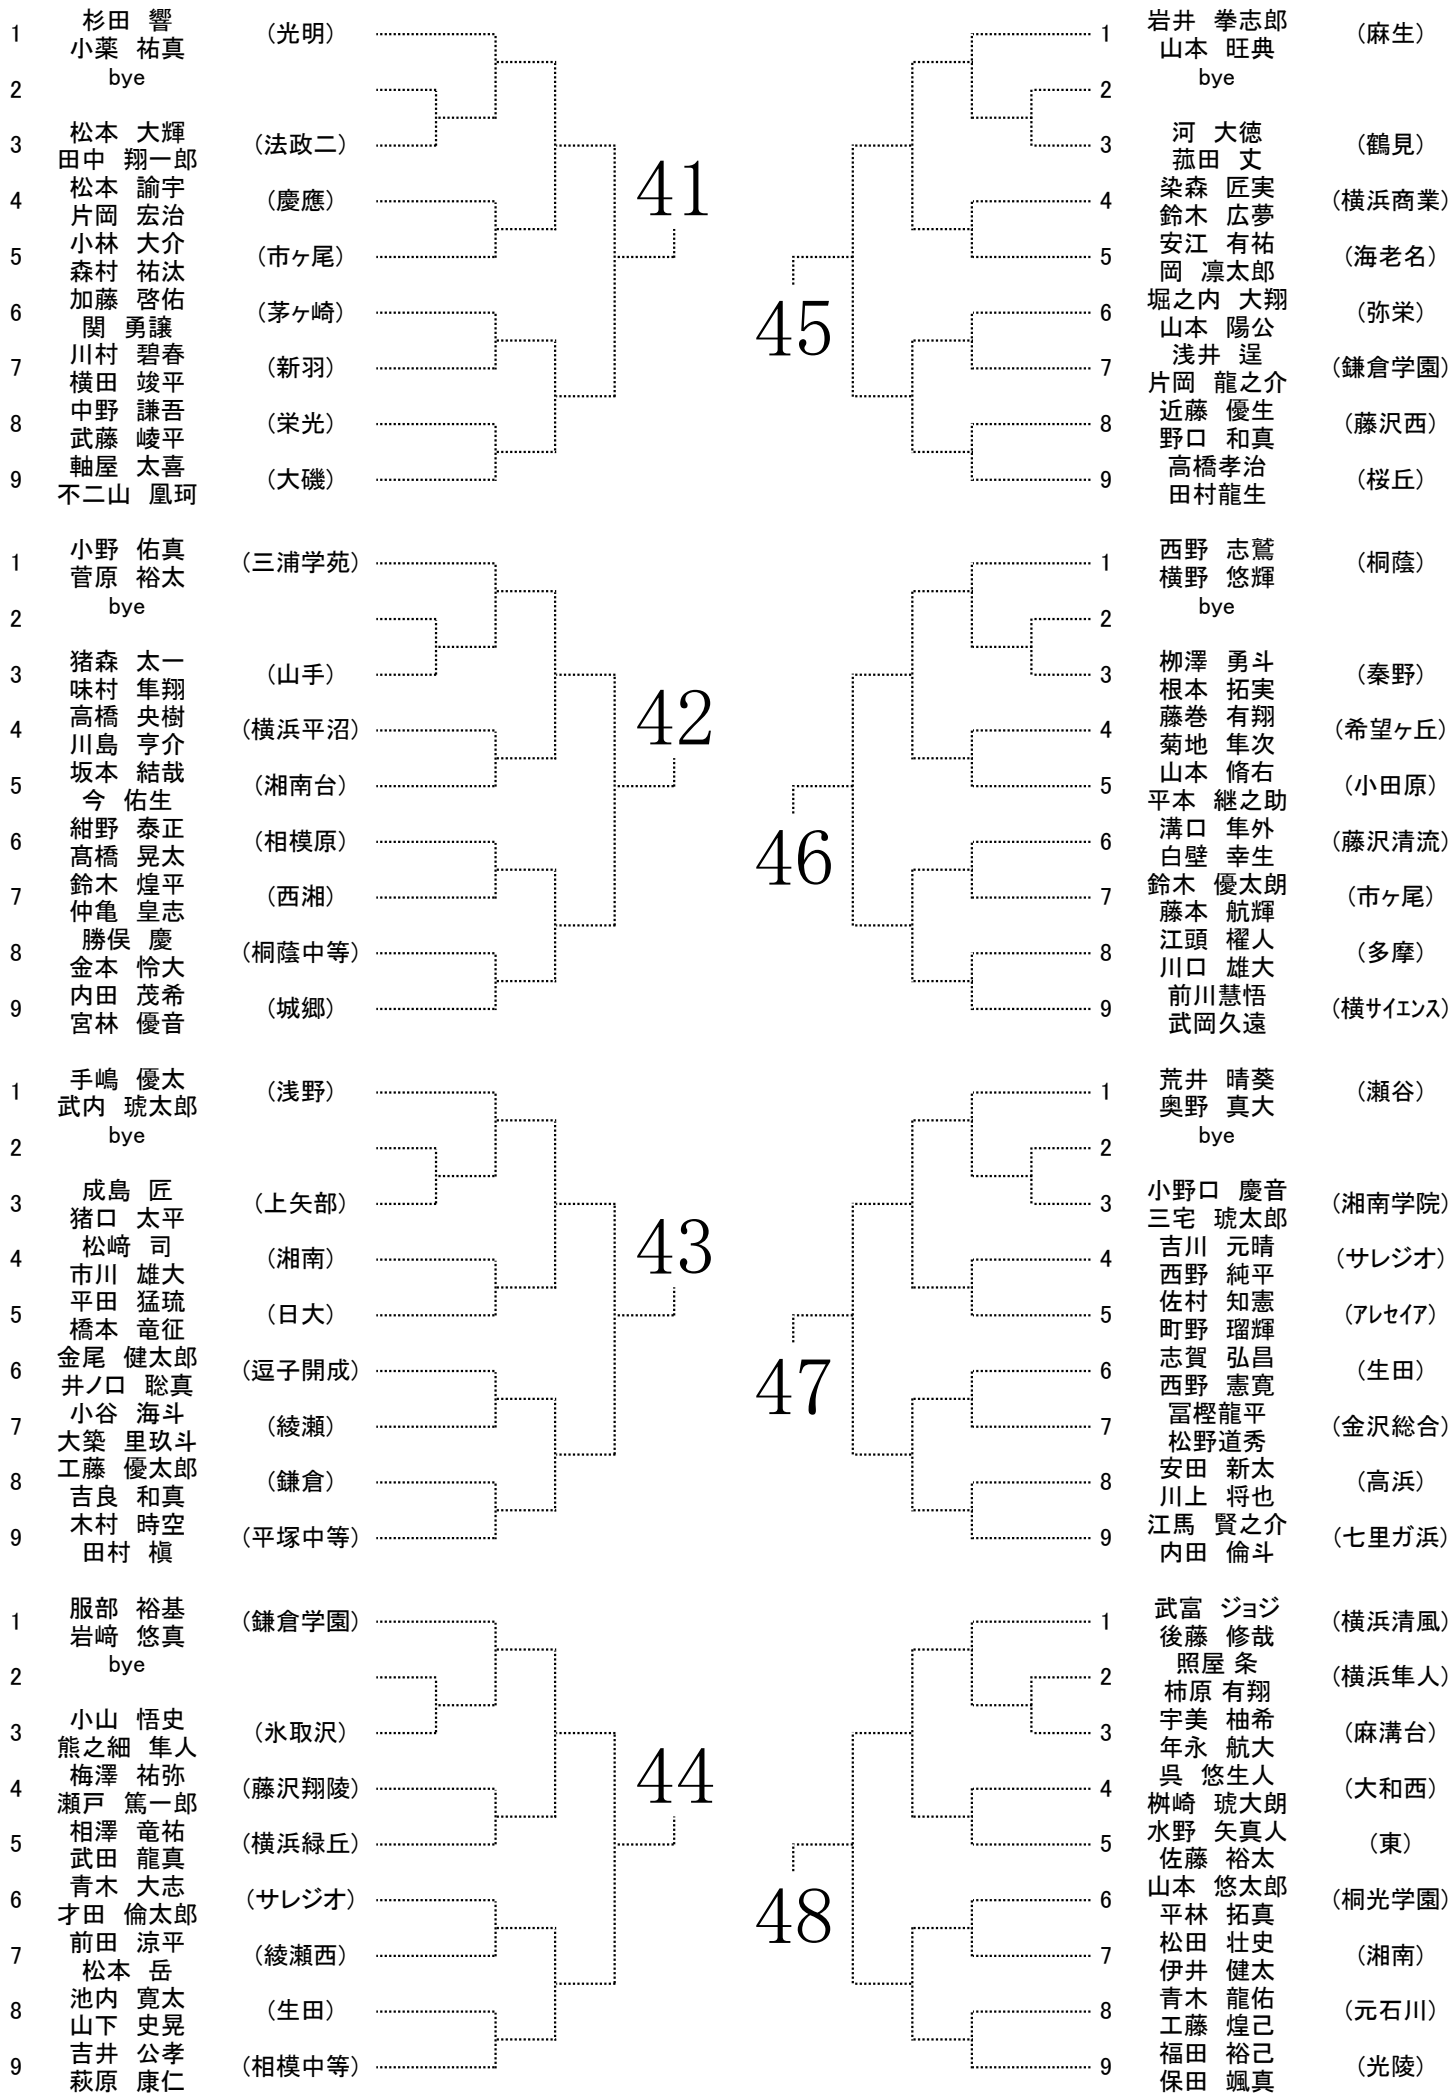 41
1 杉田 響 (光明)
小薬 祐真
2 bye
3 松本 大輝 (法政二)
田中 翔一郎
4 松本 諭宇 (慶應)
片岡 宏治
5 小林 大介 (市ヶ尾)
森村 祐汰
6 加藤 啓佑 (茅ヶ崎)
関 勇譲
7 川村 碧春 (新羽)
横田 竣平
8 中野 謙吾 (栄光)
武藤 崚平
9 軸屋 太喜 (大磯)
不二山 凰珂
42
1 小野 佑真 (三浦学苑)
菅原 裕太
2 bye
3 猪森 太一 (山手)
味村 隼翔
4 高橋 央樹 (横浜平沼)
川島 亨介
5 坂本 結哉 (湘南台)
今 佑生
6 紺野 泰正 (相模原)
髙橋 晃太
7 鈴木 煌平 (西湘)
仲亀 皇志
8 勝俣 慶 (桐蔭中等)
金本 怜大
9 内田 茂希 (城郷)
宮林 優音
43
1 手嶋 優太 (浅野)
武内 琥太郎
2 bye
3 成島 匠 (上矢部)
猪口 太平
4 松﨑 司 (湘南)
市川 雄大
5 平田 猛琉 (日大)
橋本 竜征
6 金尾 健太郎 (逗子開成)
井ノ口 聡真
7 小谷 海斗 (綾瀬)
大築 里玖斗
8 工藤 優太郎 (鎌倉)
吉良 和真
9 木村 時空 (平塚中等)
田村 槇
44
1 服部 裕基 (鎌倉学園)
岩﨑 悠真
2 bye
3 小山 悟史 (氷取沢)
熊之細 隼人
4 梅澤 祐弥 (藤沢翔陵)
瀬戸 篤一郎
5 相澤 竜祐 (横浜緑丘)
武田 龍真
6 青木 大志 (サレジオ)
才田 倫太郎
7 前田 涼平 (綾瀬西)
松本 岳
8 池内 寛太 (生田)
山下 史晃
9 吉井 公孝 (相模中等)
萩原 康仁
45
1 岩井 拳志郎 (麻生)
山本 旺典
2 bye
3 河 大徳 (鶴見)
菰田 丈
4 染森 匠実 (横浜商業)
鈴木 広夢
5 安江 有祐 (海老名)
岡 凛太郎
6 堀之内 大翔 (弥栄)
山本 陽公
7 浅井 逞 (鎌倉学園)
片岡 龍之介
8 近藤 優生 (藤沢西)
野口 和真
9 高橋孝治 (桜丘)
田村龍生
46
1 西野 志鷲 (桐蔭)
横野 悠輝
2 bye
3 栁澤 勇斗 (秦野)
根本 拓実
4 藤巻 有翔 (希望ヶ丘)
菊地 隼次
5 山本 脩右 (小田原)
平本 継之助
6 溝口 隼外 (藤沢清流)
白壁 幸生
7 鈴木 優太朗 (市ヶ尾)
藤本 航輝
8 江頭 櫂人 (多摩)
川口 雄大
9 前川慧悟 (横サイエンス)
武岡久遠
47
1 荒井 晴葵 (瀬谷)
奥野 真大
2 bye
3 小野口 慶音 (湘南学院)
三宅 琥太郎
4 吉川 元晴 (サレジオ)
西野 純平
5 佐村 知憲 (アレセイア)
町野 瑠輝
6 志賀 弘昌 (生田)
西野 憲寛
7 冨樫龍平 (金沢総合)
松野道秀
8 安田 新太 (高浜)
川上 将也
9 江馬 賢之介 (七里ガ浜)
内田 倫斗
48
1 武富 ジョジ (横浜清風)
後藤 修哉
2 照屋 条 (横浜隼人)
柿原 有翔
3 宇美 柚希 (麻溝台)
年永 航大
4 呉 悠生人 (大和西)
桝崎 琥大朗
5 水野 矢真人 (東)
佐藤 裕太
6 山本 悠太郎 (桐光学園)
平林 拓真
7 松田 壮史 (湘南)
伊井 健太
8 青木 龍佑 (元石川)
工藤 煌己
9 福田 裕己 (光陵)
保田 颯真